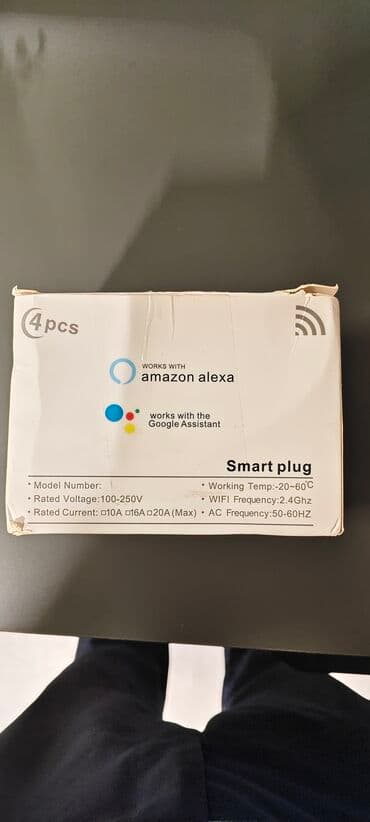 4pcs
WORKS WITH
amazon alexa
works with the
Google Assistant
Smart plug
• Model Number:
• Working Temp:-20~60℃
• Rated Voltage:100-250V
• WIFI Frequency:2.4Ghz
• Rated Current: □10A □16A □20A(Max)
• AC Frequency:50-60HZ